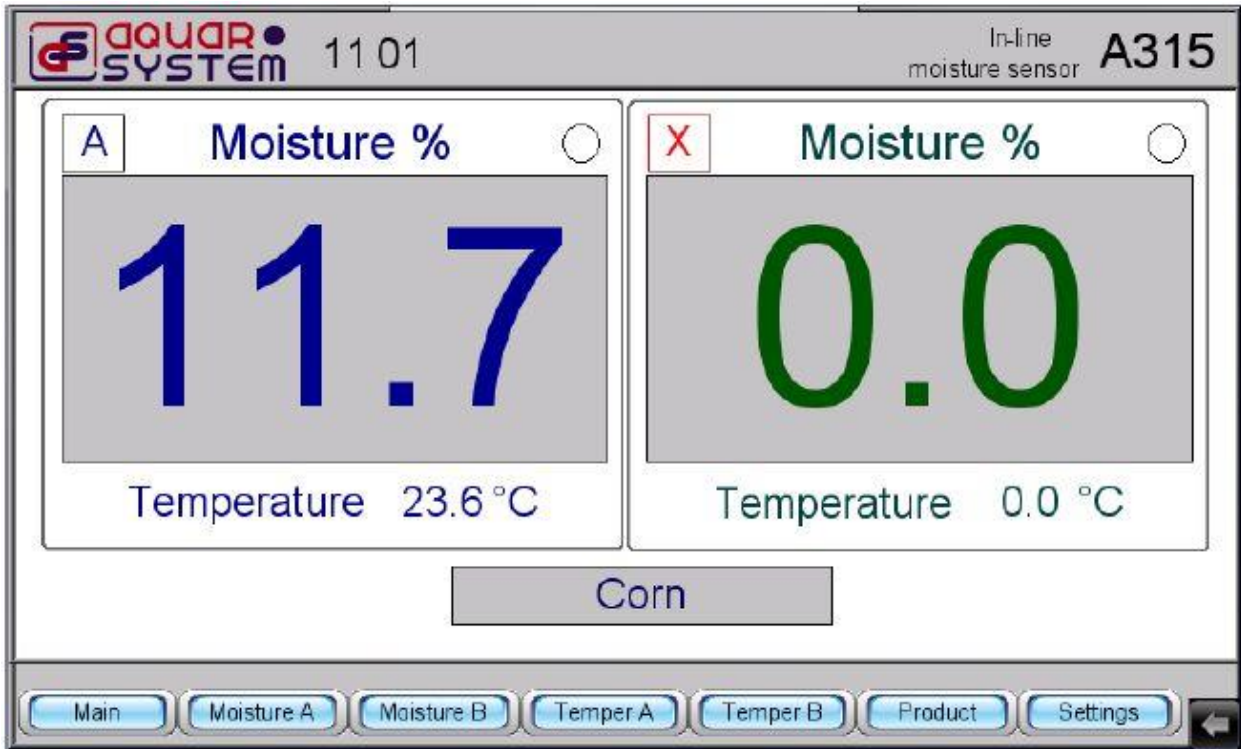 aquar
system
11 01
In-line
moisture sensor
A315
A Moisture %
11.7
Temperature 23.6 °C
X Moisture %
0.0
Temperature 0.0 °C
Corn
Main Moisture A Moisture B Temper A Temper B Product Settings